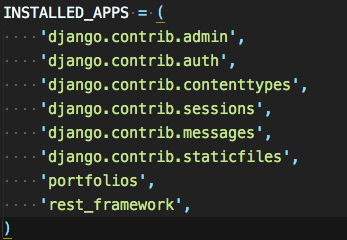 INSTALLED_APPS = (
    'django.contrib.admin',
    'django.contrib.auth',
    'django.contrib.contenttypes',
    'django.contrib.sessions',
    'django.contrib.messages',
    'django.contrib.staticfiles',
    'portfolios',
    'rest_framework',
)